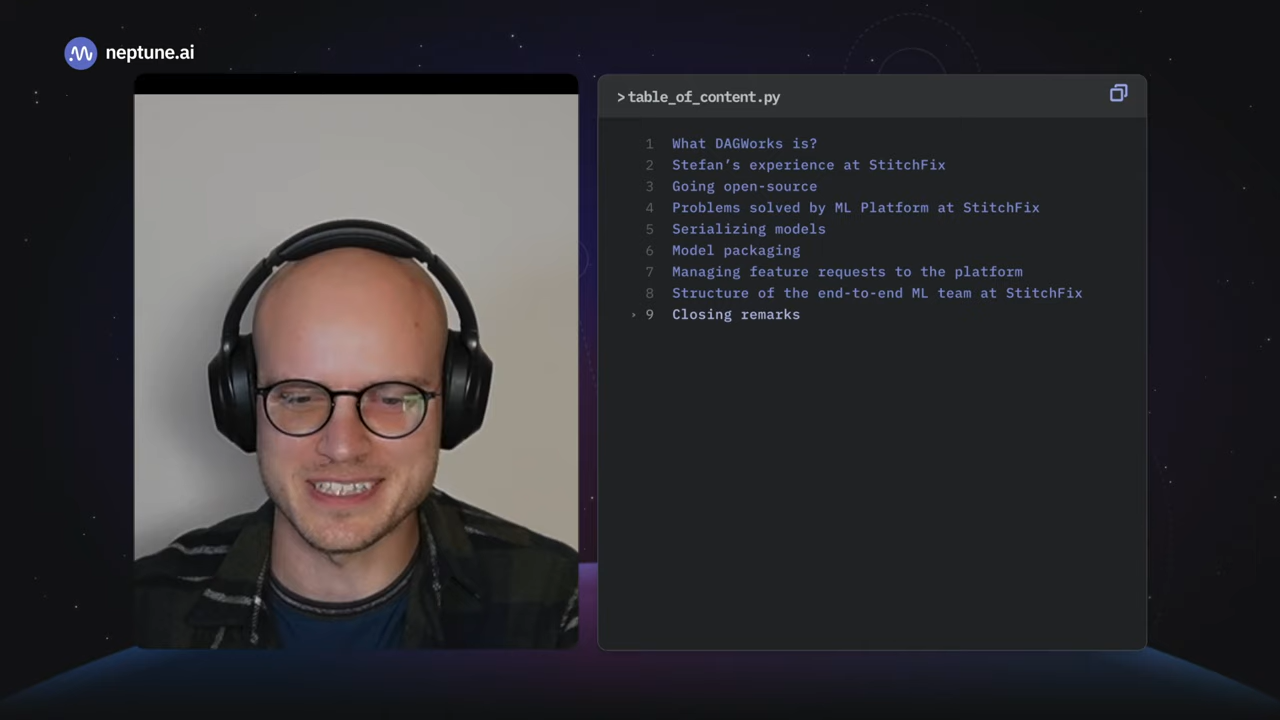 neptune.ai
>table_of_content.py
1 What DAGWorks is?
2 Stefan’s experience at StitchFix
3 Going open-source
4 Problems solved by ML Platform at StitchFix
5 Serializing models
6 Model packaging
7 Managing feature requests to the platform
8 Structure of the end-to-end ML team at StitchFix
› 9 Closing remarks